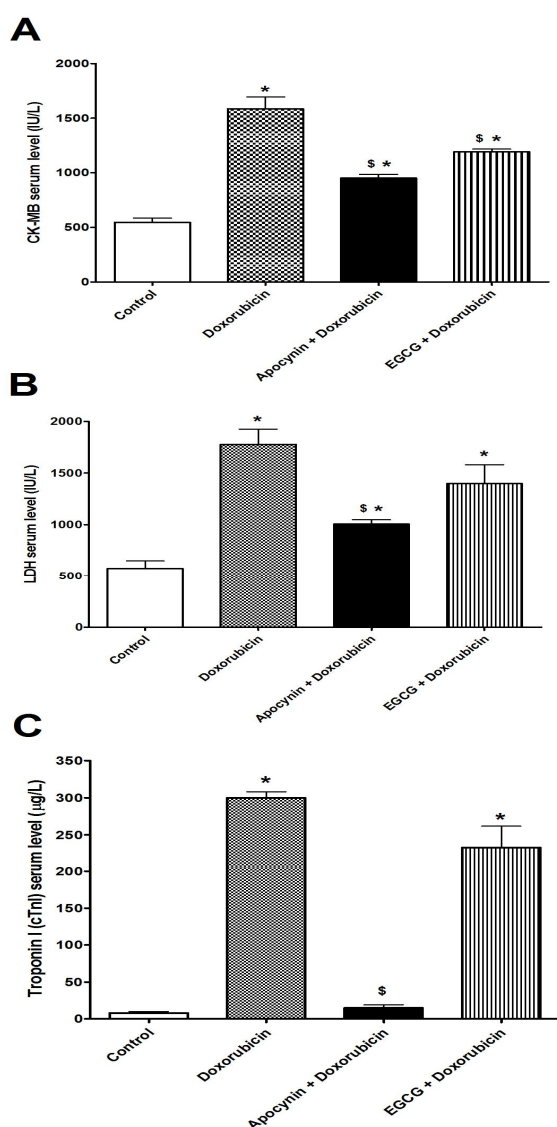 A
CK-MB serum level (IU/L)
2000
1500
1000
500
0
*
$ *
$ *
Control
Doxorubicin
Apocynin + Doxorubicin
EGCG + Doxorubicin
B
LDH serum level (IU/L)
2000
1500
1000
500
0
*
$ *
*
Control
Doxorubicin
Apocynin + Doxorubicin
EGCG + Doxorubicin
C
Troponin I (cTnI) serum level (µg/L)
350
300
250
200
150
100
50
0
*
$
*
Control
Doxorubicin
Apocynin + Doxorubicin
EGCG + Doxorubicin